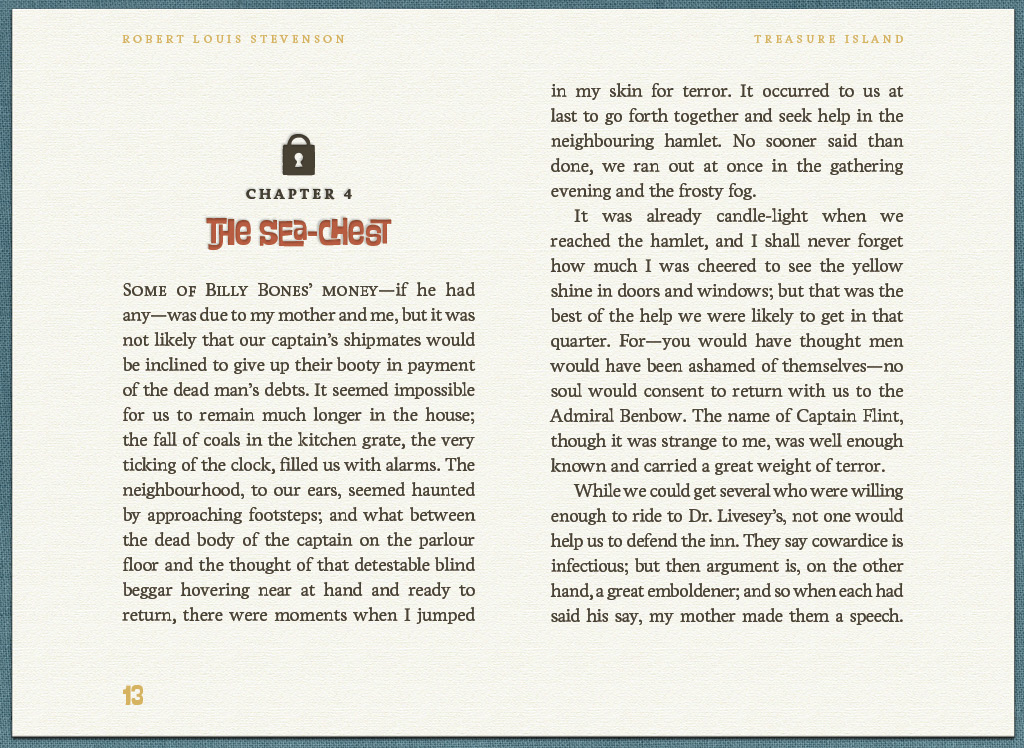 ROBERT LOUIS STEVENSON
TREASURE ISLAND
CHAPTER 4
THe SEa-CHeST
SOME OF BILLY BONES’ MONEY—if he had
any—was due to my mother and me, but it was
not likely that our captain’s shipmates would
be inclined to give up their booty in payment
of the dead man’s debts. It seemed impossible
for us to remain much longer in the house;
the fall of coals in the kitchen grate, the very
ticking of the clock, filled us with alarms. The
neighbourhood, to our ears, seemed haunted
by approaching footsteps; and what between
the dead body of the captain on the parlour
floor and the thought of that detestable blind
beggar hovering near at hand and ready to
return, there were moments when I jumped
in my skin for terror. It occurred to us at
last to go forth together and seek help in the
neighbouring hamlet. No sooner said than
done, we ran out at once in the gathering
evening and the frosty fog.
It was already candle-light when we
reached the hamlet, and I shall never forget
how much I was cheered to see the yellow
shine in doors and windows; but that was the
best of the help we were likely to get in that
quarter. For—you would have thought men
would have been ashamed of themselves—no
soul would consent to return with us to the
Admiral Benbow. The name of Captain Flint,
though it was strange to me, was well enough
known and carried a great weight of terror.
While we could get several who were willing
enough to ride to Dr. Livesey’s, not one would
help us to defend the inn. They say cowardice is
infectious; but then argument is, on the other
hand, a great emboldener; and so when each had
said his say, my mother made them a speech.
13